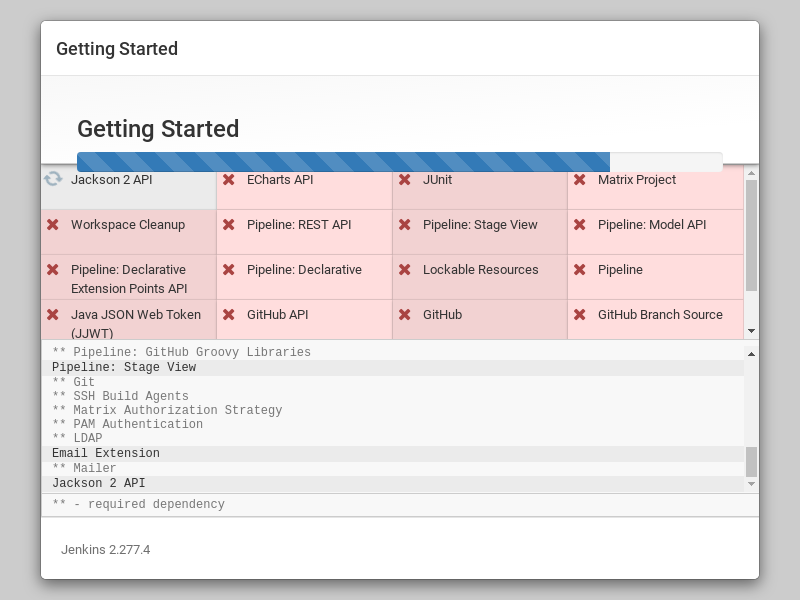 Getting Started
Getting Started
Jackson 2 API
ECharts API
JUnit
Matrix Project
Workspace Cleanup
Pipeline: REST API
Pipeline: Stage View
Pipeline: Model API
Pipeline: Declarative
Extension Points API
Pipeline: Declarative
Lockable Resources
Pipeline
Java JSON Web Token
(JJWT)
GitHub API
GitHub
GitHub Branch Source
** Pipeline: GitHub Groovy Libraries
Pipeline: Stage View
** Git
** SSH Build Agents
** Matrix Authorization Strategy
** PAM Authentication
** LDAP
Email Extension
** Mailer
Jackson 2 API
** - required dependency
Jenkins 2.277.4